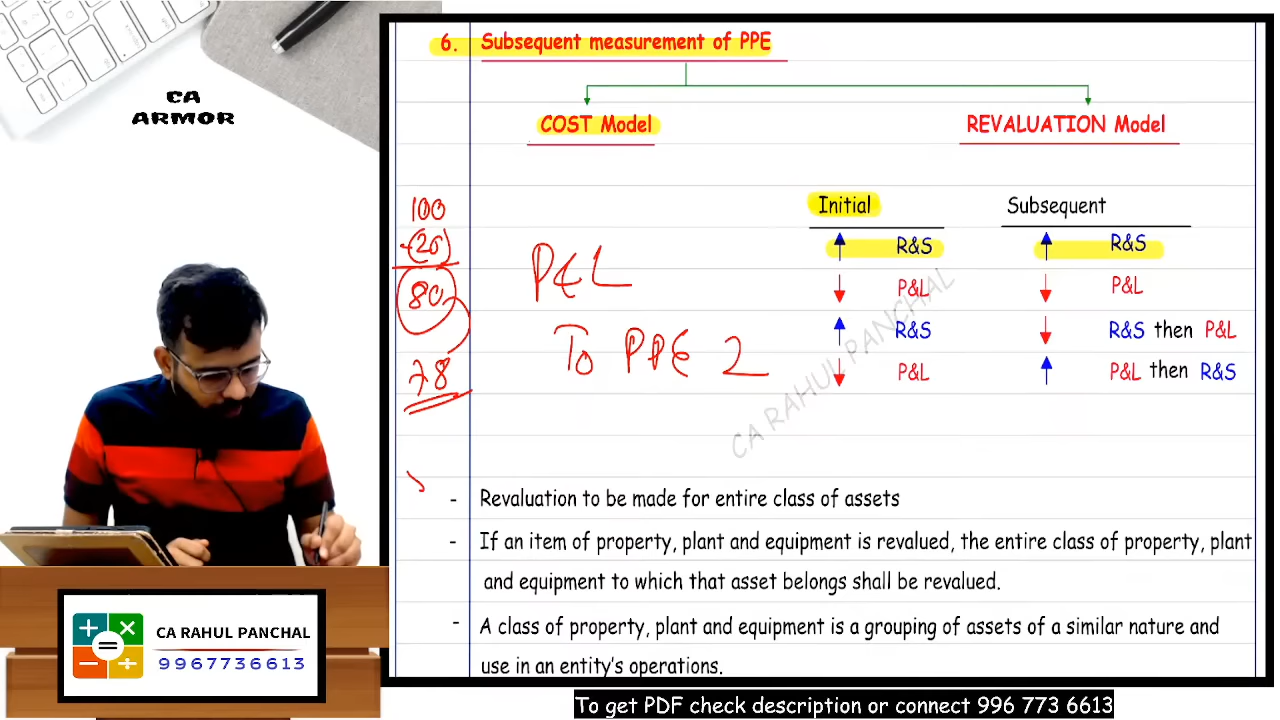 CA
ARMOR
6. Subsequent measurement of PPE
COST Model
REVALUATION Model
Initial Subsequent
R&S R&S
P&L P&L
R&S R&S then P&L
P&L P&L then R&S
100
80
78
P&L
To PPE 2
CA RAHUL PANCHAL
- Revaluation to be made for entire class of assets
- If an item of property, plant and equipment is revalued, the entire class of property, plant
and equipment to which that asset belongs shall be revalued.
- A class of property, plant and equipment is a grouping of assets of a similar nature and
use in an entity's operations.
CA RAHUL PANCHAL
9967736613
To get PDF check description or connect 996 773 6613